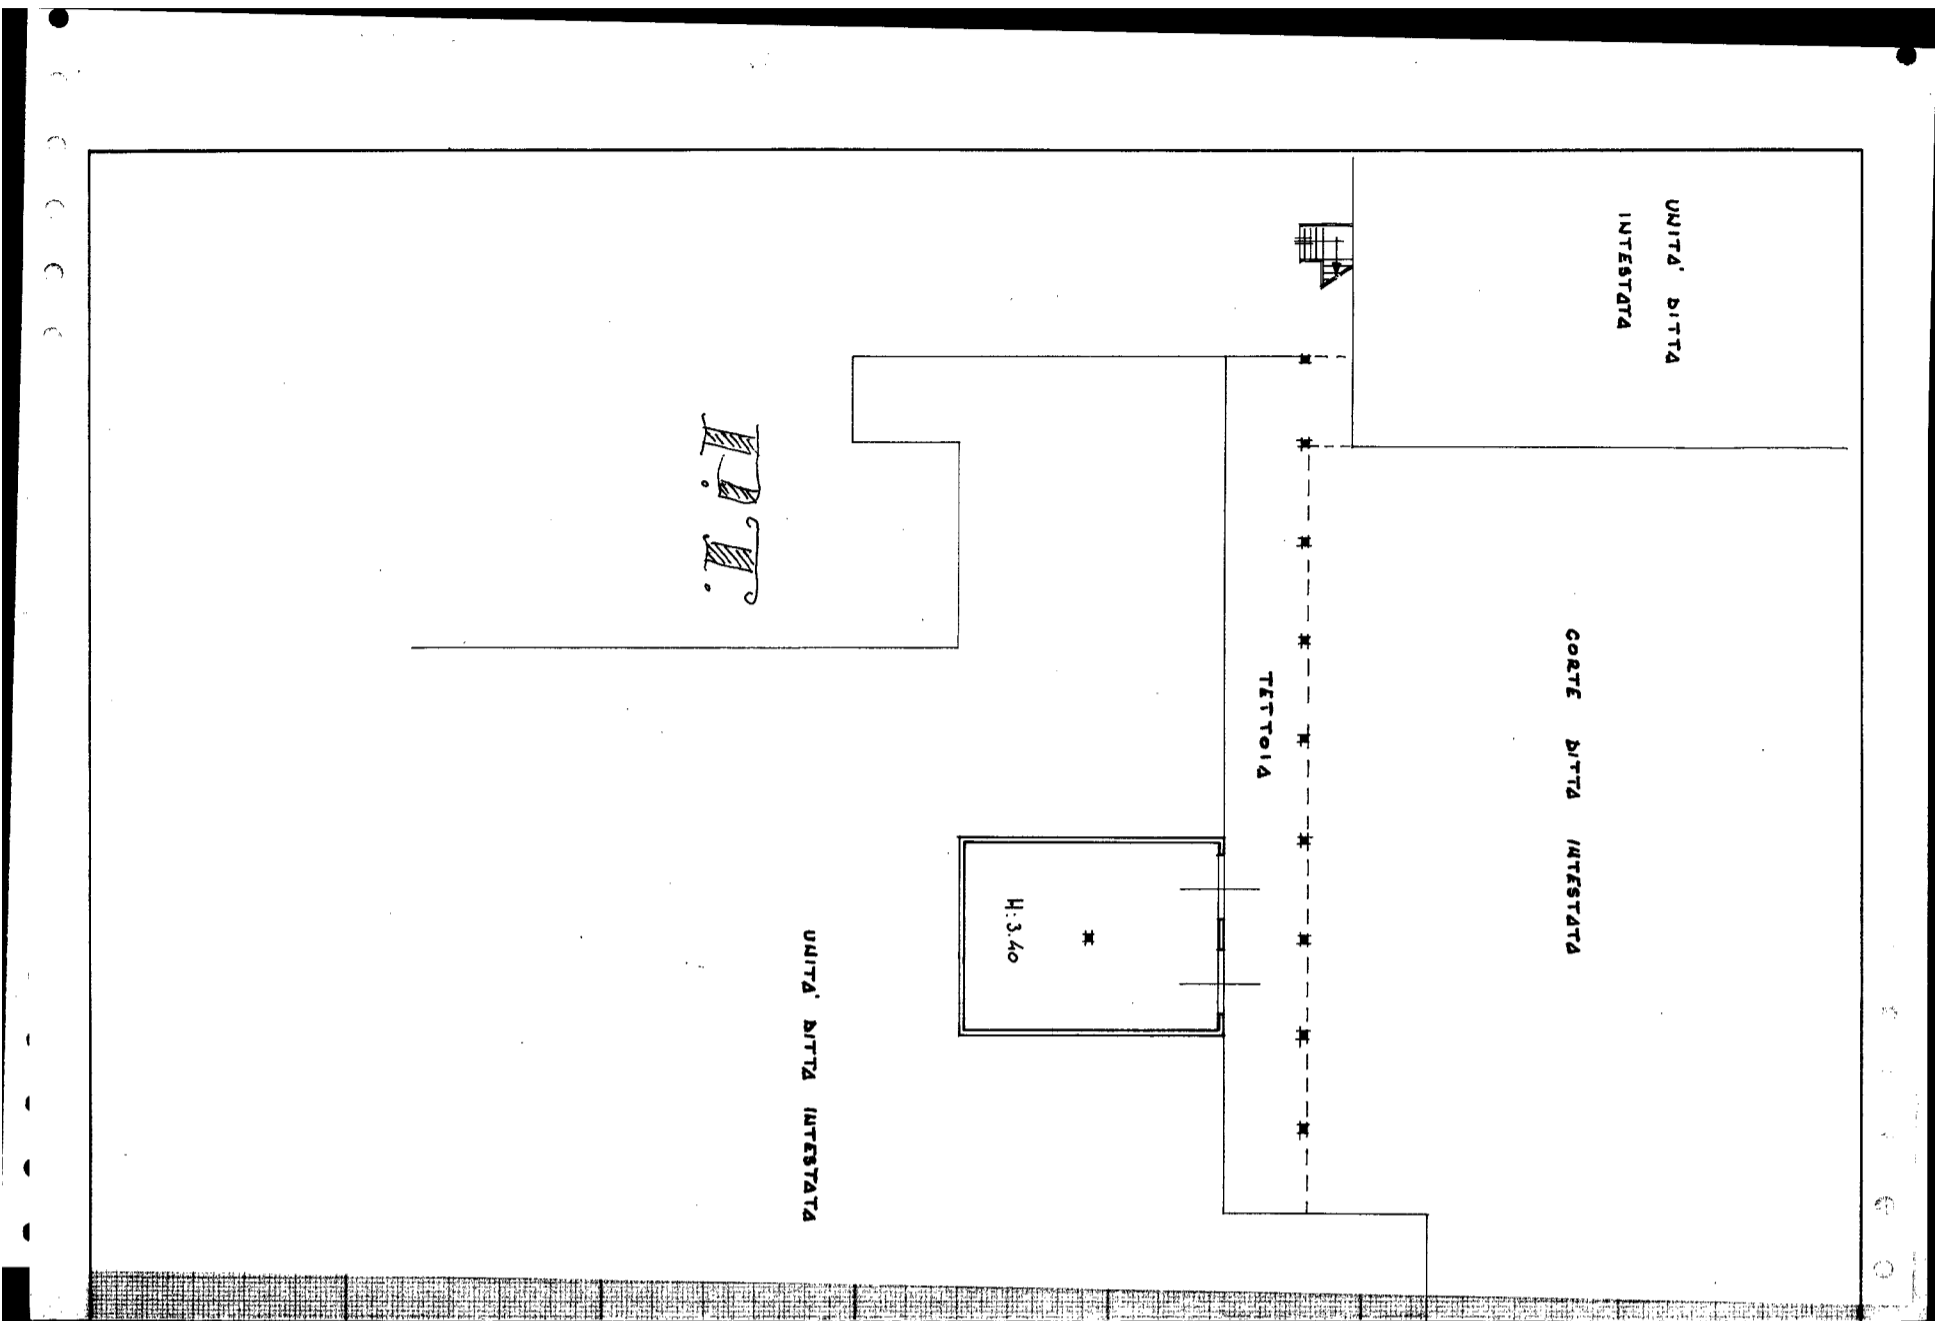 UNITA' DITTA
INTESTATA
CORTE DITTA INTESTATA
TETTOIA
H:3.40
UNITA' DITTA INTESTATA
P.T.